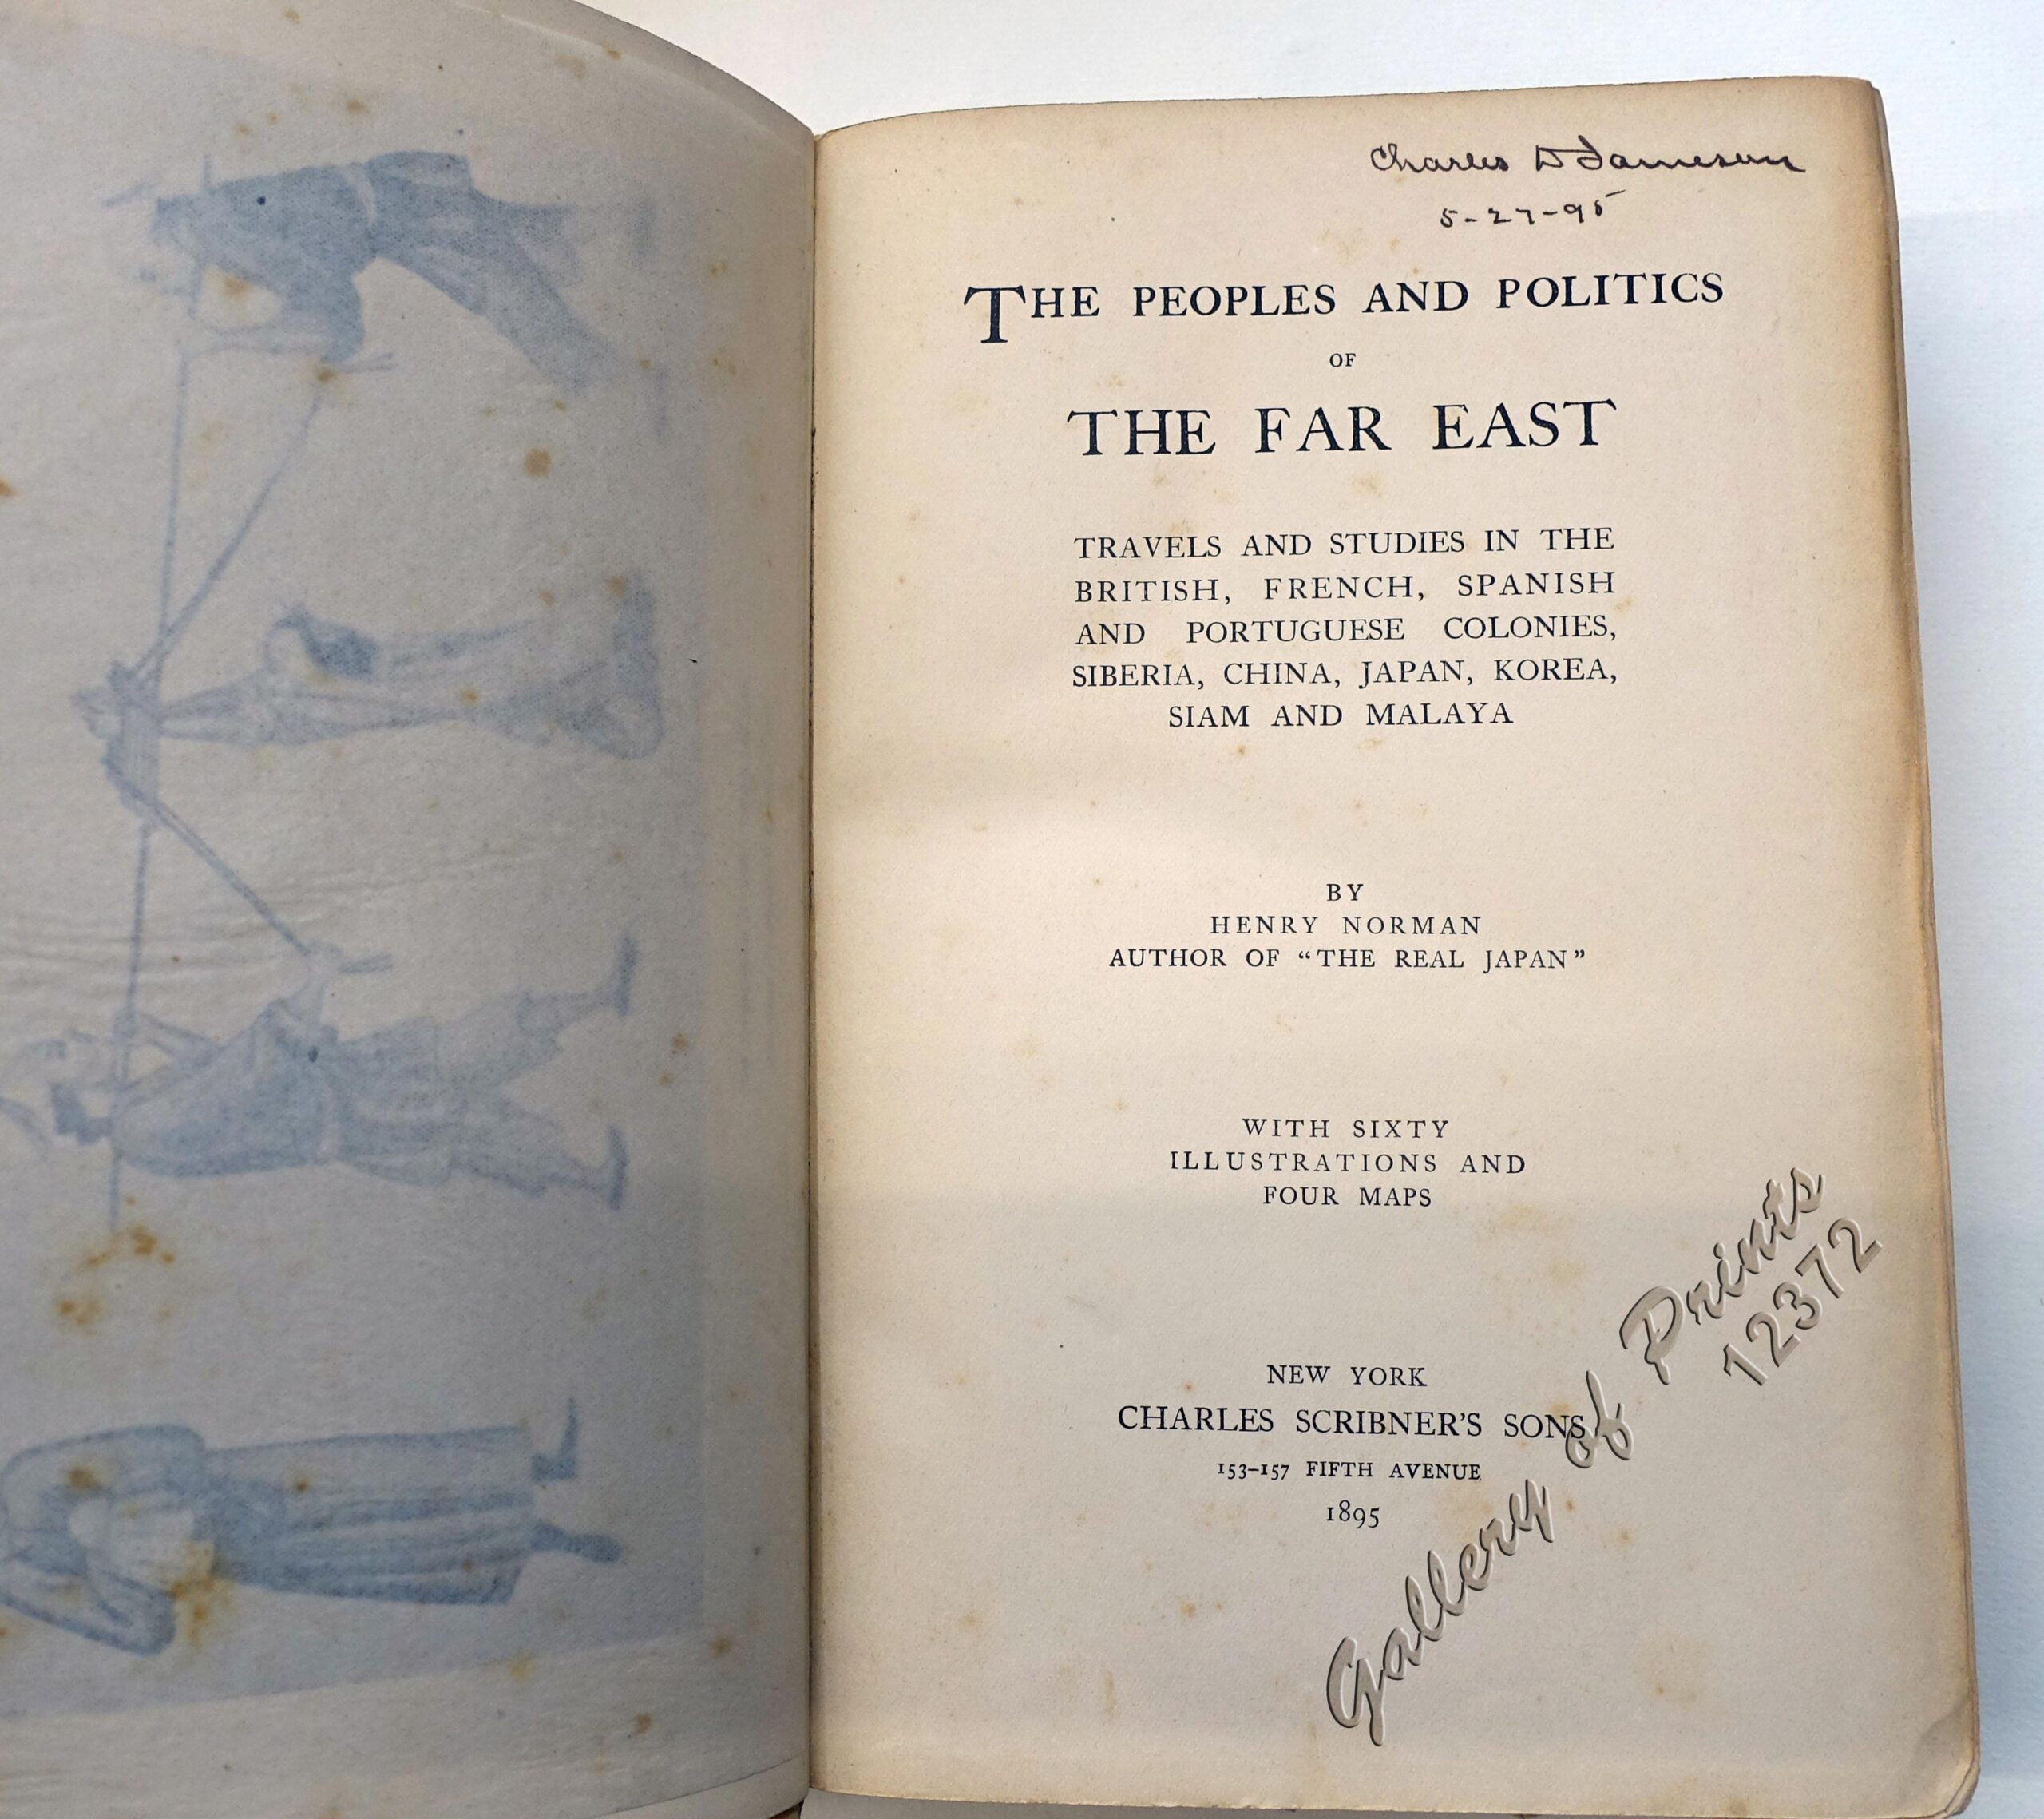 Charles D Jameson
5-27-95
THE PEOPLES AND POLITICS
OF
THE FAR EAST
TRAVELS AND STUDIES IN THE
BRITISH, FRENCH, SPANISH
AND PORTUGUESE COLONIES,
SIBERIA, CHINA, JAPAN, KOREA,
SIAM AND MALAYA
BY
HENRY NORMAN
AUTHOR OF “THE REAL JAPAN”
WITH SIXTY
ILLUSTRATIONS AND
FOUR MAPS
NEW YORK
CHARLES SCRIBNER'S SONS
153–157 FIFTH AVENUE
1895
Gallery of Prints
12372